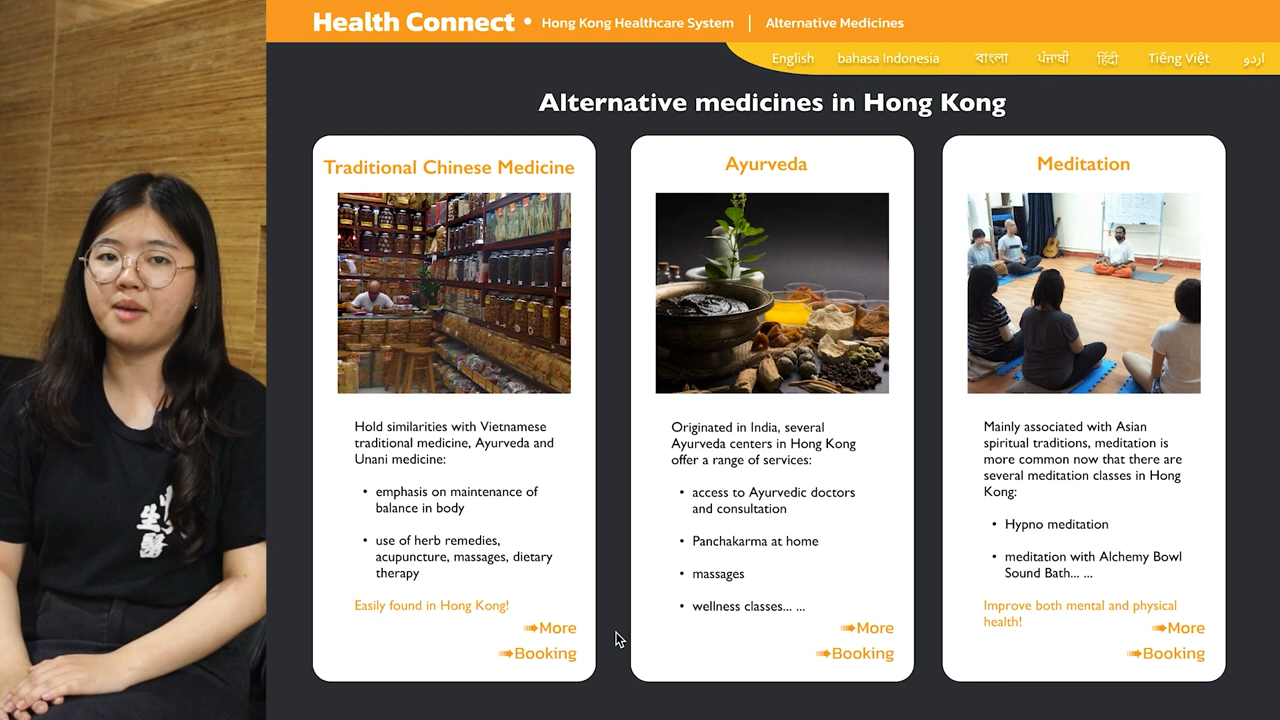 Health Connect • Hong Kong Healthcare System | Alternative Medicines
English bahasa Indonesia বাংলা ਪੰਜਾਬੀ हिंदी Tiếng Việt اردو
Alternative medicines in Hong Kong
Traditional Chinese Medicine
Hold similarities with Vietnamese
traditional medicine, Ayurveda and
Unani medicine:
• emphasis on maintenance of
balance in body
• use of herb remedies,
acupuncture, massages, dietary
therapy
Easily found in Hong Kong!
More
Booking
Ayurveda
Originated in India, several
Ayurveda centers in Hong Kong
offer a range of services:
• access to Ayurvedic doctors
and consultation
• Panchakarma at home
• massages
• wellness classes... ...
More
Booking
Meditation
Mainly associated with Asian
spiritual traditions, meditation is
more common now that there are
several meditation classes in Hong
Kong:
• Hypno meditation
• meditation with Alchemy Bowl
Sound Bath... ...
Improve both mental and physical
health!
More
Booking
生
醫